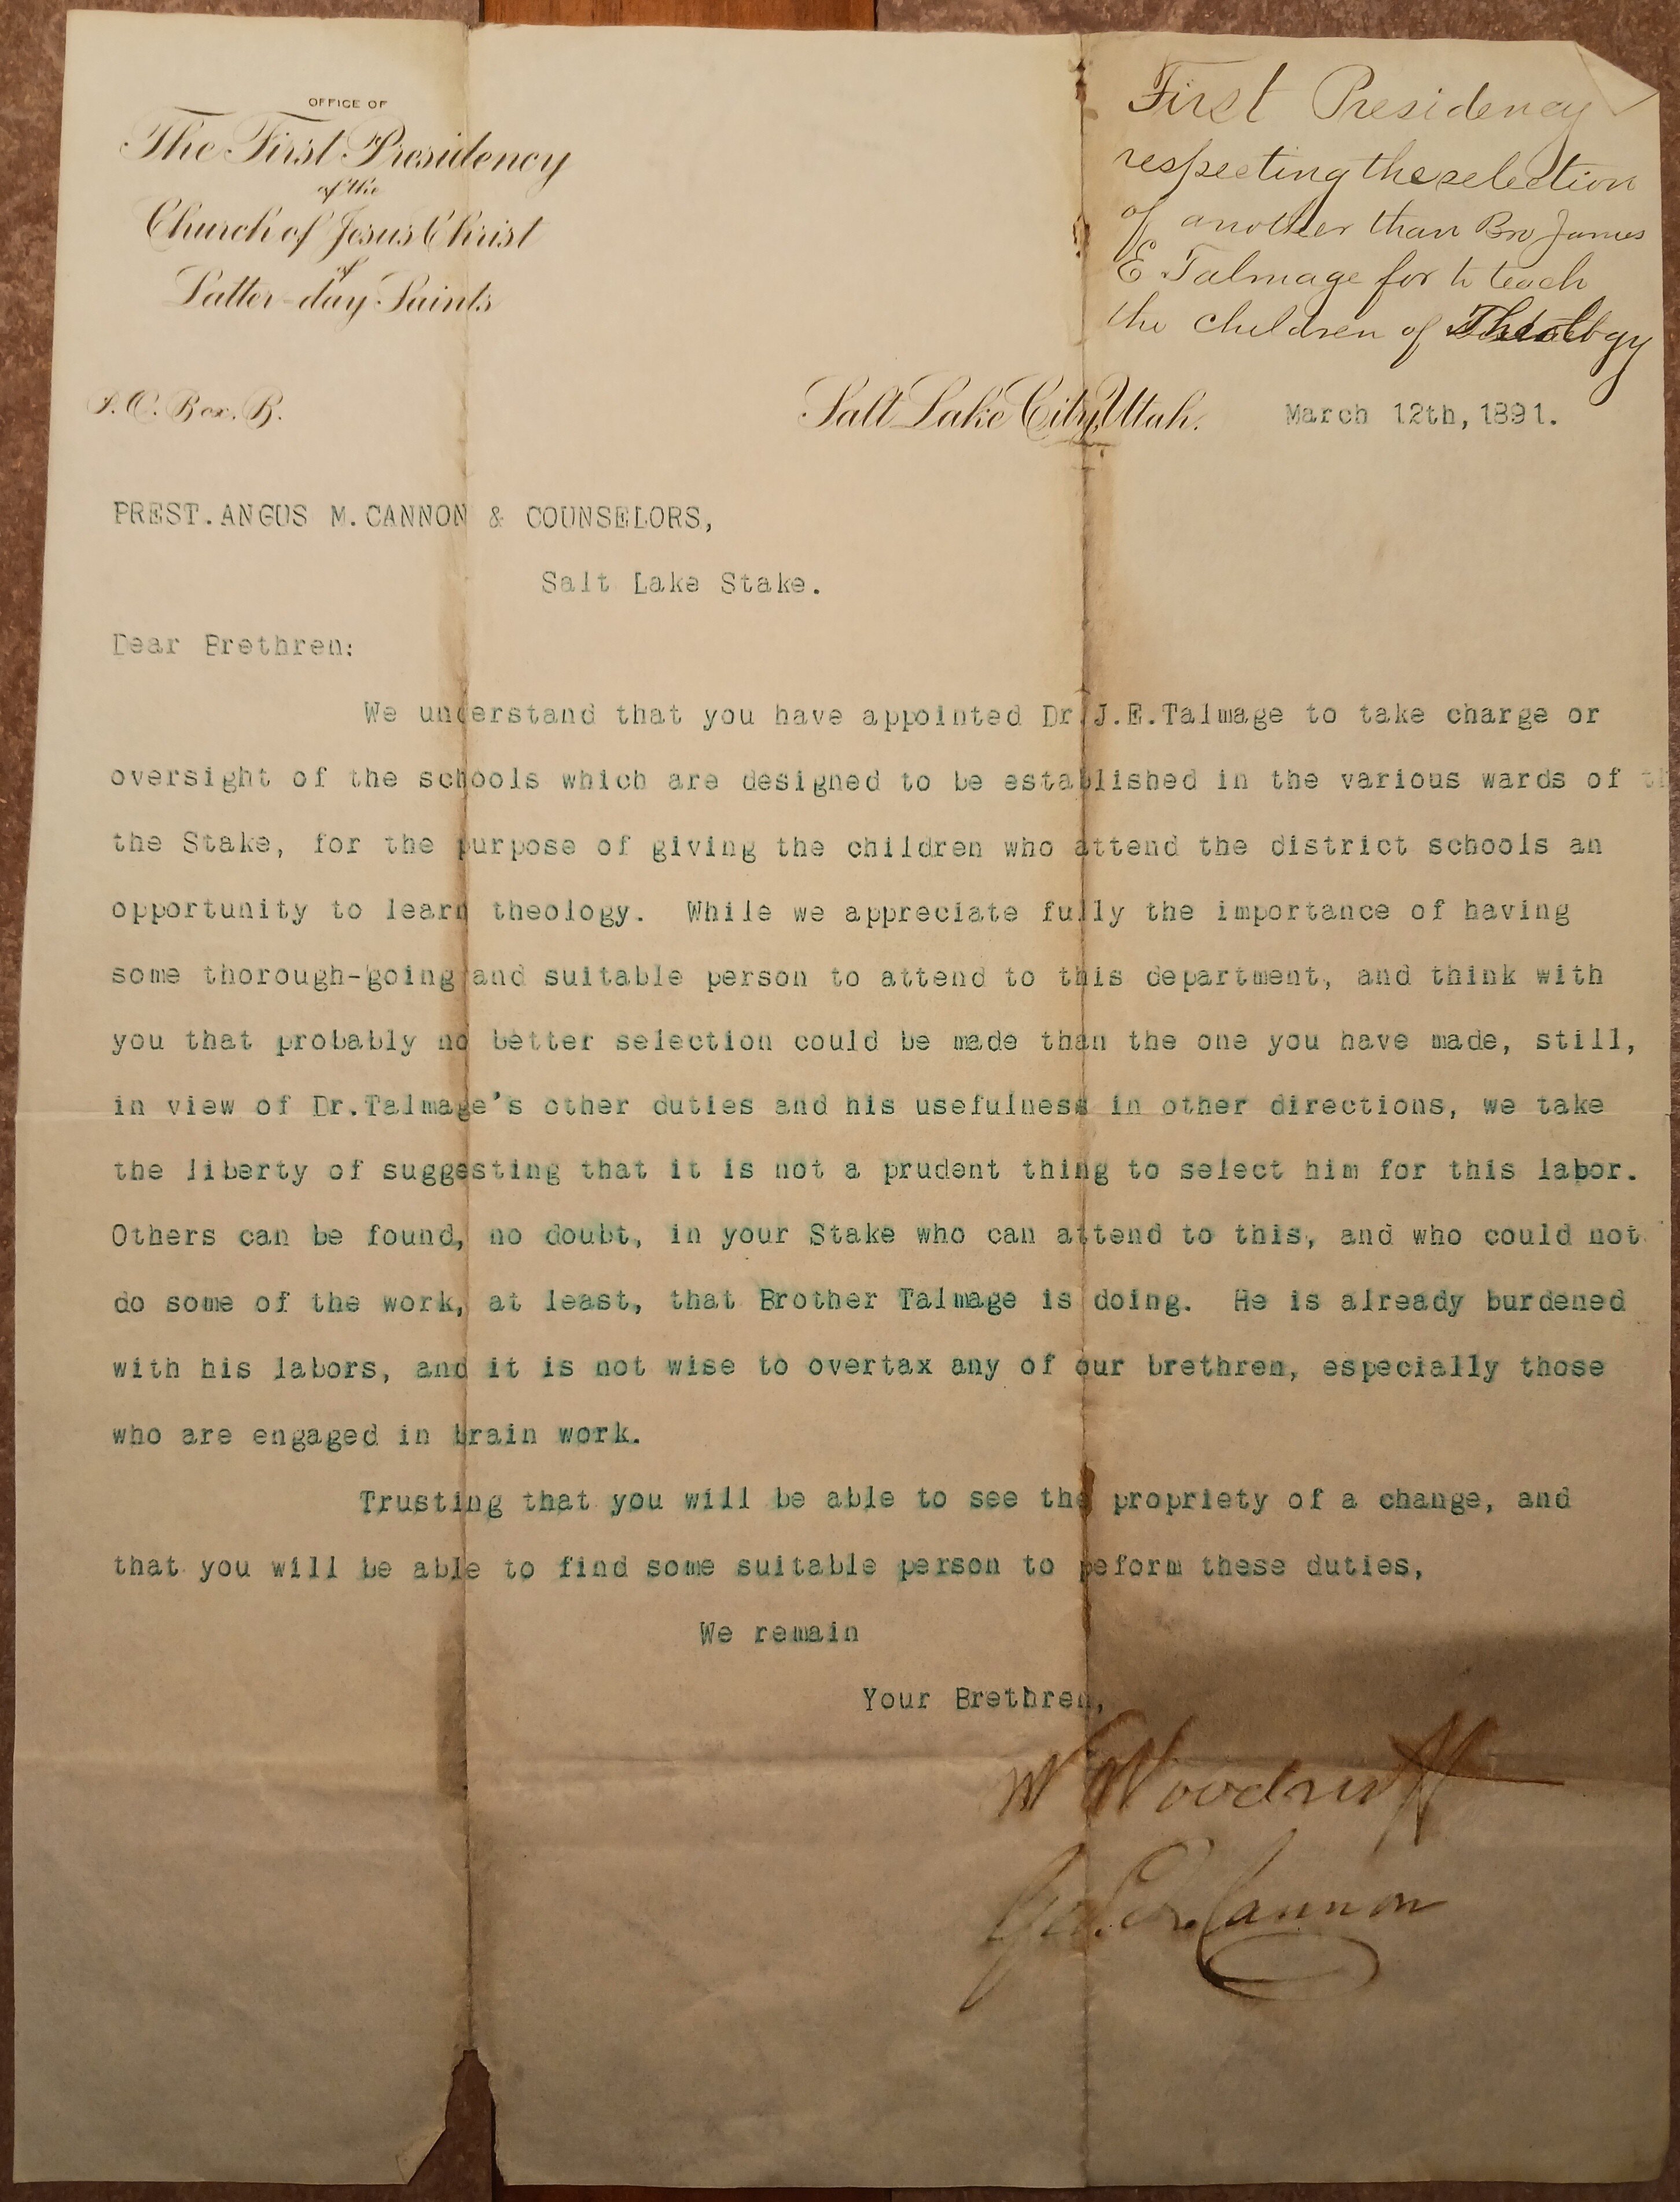 OFFICE OF
The First Presidency
of the
Church of Jesus Christ
of
Latter-day Saints
First Presidency
respecting the selection
of another than Bro James
E Talmage for to teach
the children of Theology
P.O. Box. B.
Salt Lake City, Utah. March 12th, 1891.
PREST. ANGUS M. CANNON & COUNSELORS,
Salt Lake Stake.
Dear Brethren:
We understand that you have appointed Dr. J.E.Talmage to take charge or
oversight of the schools which are designed to be established in the various wards of th
the Stake, for the purpose of giving the children who attend the district schools an
opportunity to learn theology. While we appreciate fully the importance of having
some thorough-going and suitable person to attend to this department, and think with
you that probably no better selection could be made than the one you have made, still,
in view of Dr.Talmage's other duties and his usefulness in other directions, we take
the liberty of suggesting that it is not a prudent thing to select him for this labor.
Others can be found, no doubt, in your Stake who can attend to this, and who could not
do some of the work, at least, that Brother Talmage is doing. He is already burdened
with his labors, and it is not wise to overtax any of our brethren, especially those
who are engaged in brain work.
Trusting that you will be able to see the propriety of a change, and
that you will be able to find some suitable person to peform these duties,
We remain
Your Brethren,
W Woodruff
Geo. Q. Cannon